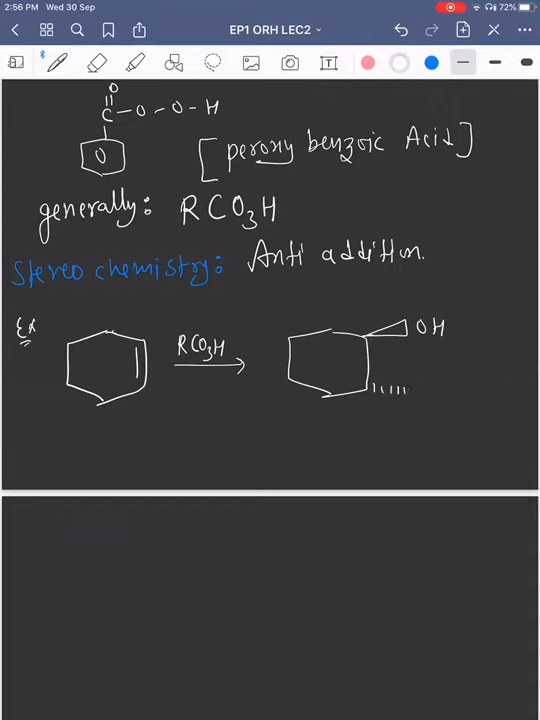 2:56 PM Wed 30 Sep
72%
EP1 ORH LEC2
T
O
C - O - O - H
O
[peroxy benzoic Acid]
generally: RCO₃H
Stereo chemistry: Anti addition.
Ex
RCO₃H
OH